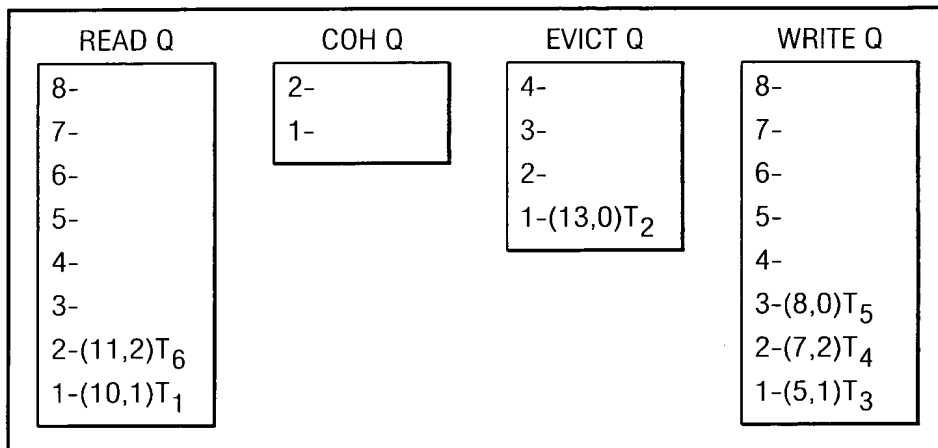 READ Q
8-
7-
6-
5-
4-
3-
2-(11,2)T6
1-(10,1)T1
COH Q
2-
1-
EVICT Q
4-
3-
2-
1-(13,0)T2
WRITE Q
8-
7-
6-
5-
4-
3-(8,0)T5
2-(7,2)T4
1-(5,1)T3